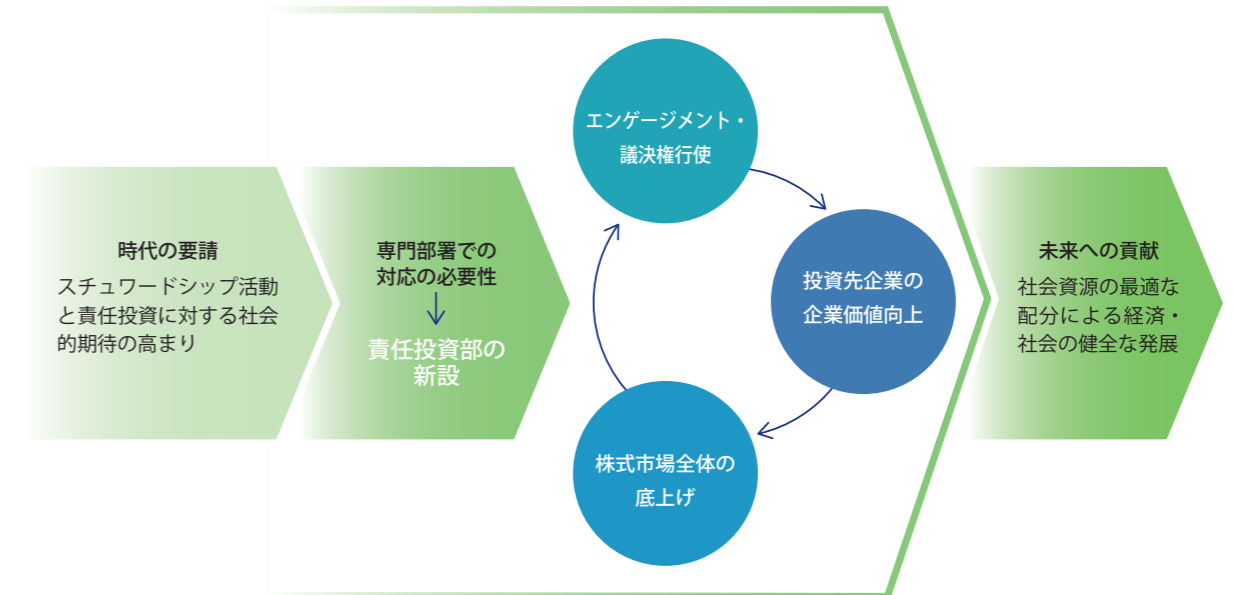 時代の要請
スチュワードシップ活動
と責任投資に対する社会
的期待の高まり
専門部署での
対応の必要性
責任投資部の
新設
エンゲージメント・
議決権行使
投資先企業の
企業価値向上
株式市場全体の
底上げ
未来への貢献
社会資源の最適な
配分による経済・
社会の健全な発展